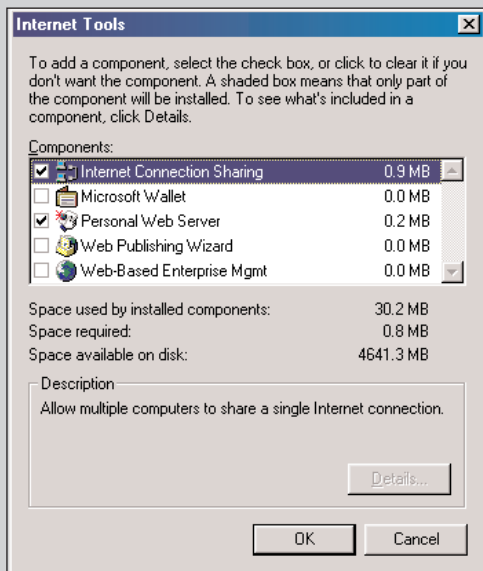 Internet Tools
To add a component, select the check box, or click to clear it if you
don't want the component. A shaded box means that only part of
the component will be installed. To see what's included in a
component, click Details.
Components:
Internet Connection Sharing 0.9 MB
Microsoft Wallet 0.0 MB
Personal Web Server 0.2 MB
Web Publishing Wizard 0.0 MB
Web-Based Enterprise Mgmt 0.0 MB
Space used by installed components: 30.2 MB
Space required: 0.8 MB
Space available on disk: 4641.3 MB
Description
Allow multiple computers to share a single Internet connection.
Details...
OK Cancel